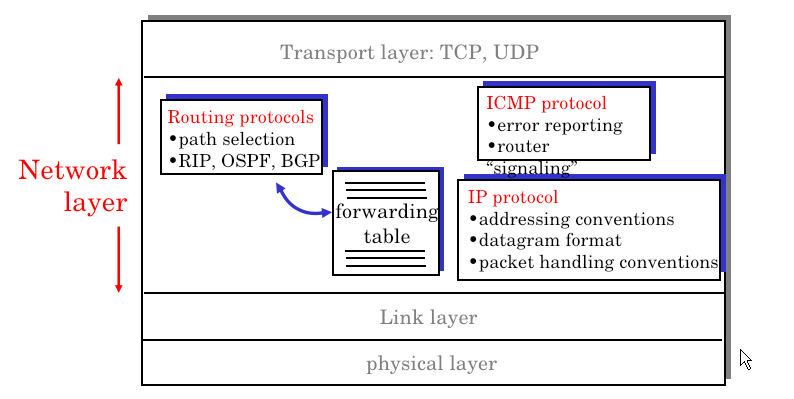 Transport layer: TCP, UDP
Network
layer
Routing protocols
•path selection
•RIP, OSPF, BGP
forwarding
table
ICMP protocol
•error reporting
•router
“signaling”
IP protocol
•addressing conventions
•datagram format
•packet handling conventions
Link layer
physical layer